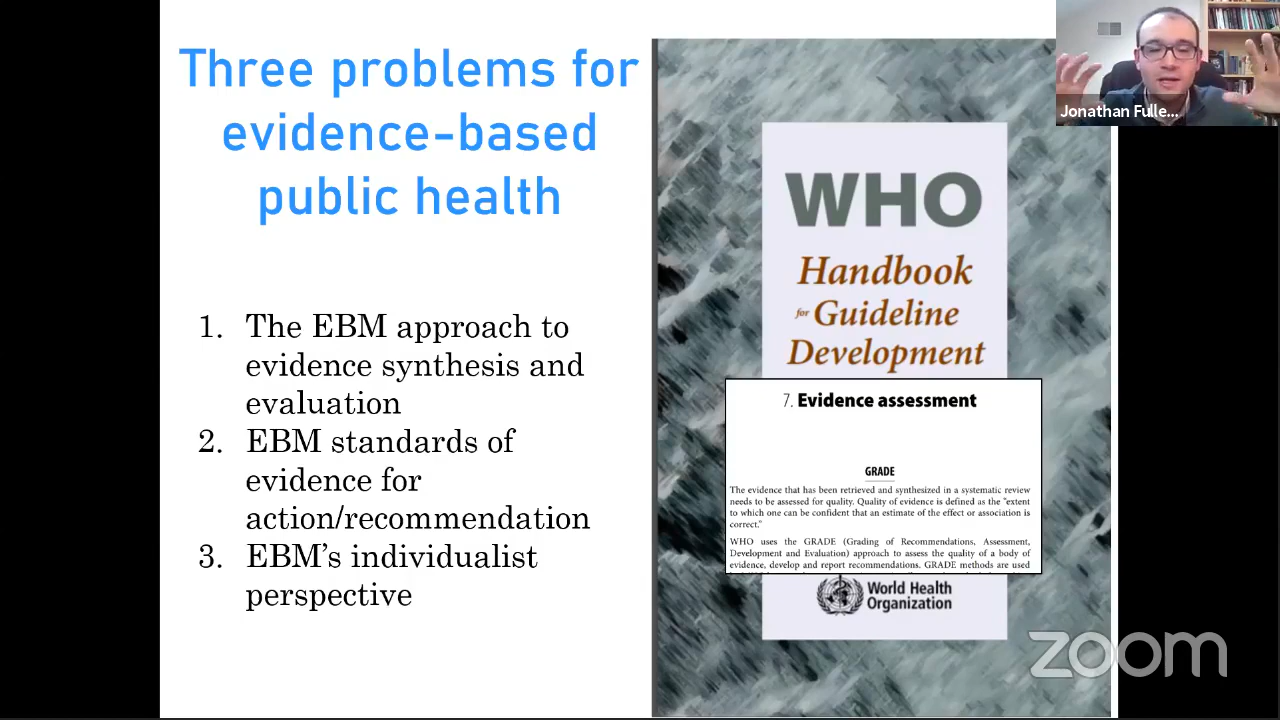 Three problems for
evidence-based
public health
1. The EBM approach to
evidence synthesis and
evaluation
2. EBM standards of
evidence for
action/recommendation
3. EBM’s individualist
perspective
WHO
Handbook
for Guideline
Development
7. Evidence assessment
GRADE
The evidence that has been retrieved and synthesized in a systematic review
needs to be assessed for quality. Quality of evidence is defined as the “extent
to which one can be confident that an estimate of the effect or association is
correct.”
WHO uses the GRADE (Grading of Recommendations, Assessment,
Development and Evaluation) approach to assess the quality of a body of
evidence, develop and report recommendations. GRADE methods are used
World Health
Organization
Jonathan Fulle...
zoom